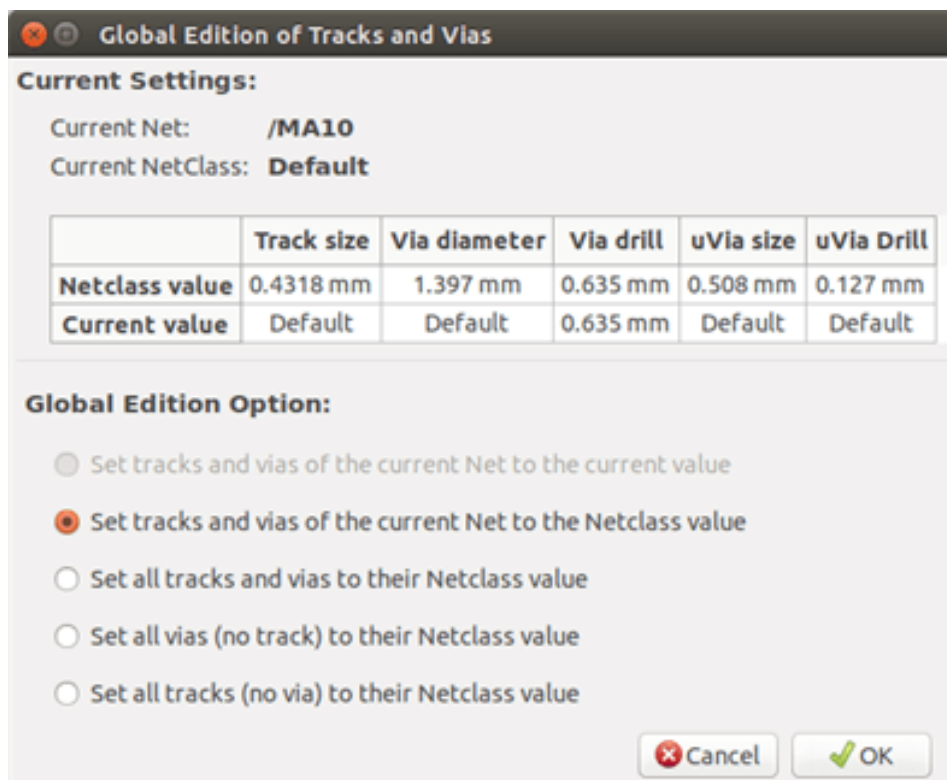 Global Edition of Tracks and Vias
Current Settings:
Current Net: /MA10
Current NetClass: Default
Track size Via diameter Via drill uVia size uVia Drill
Netclass value 0.4318 mm 1.397 mm 0.635 mm 0.508 mm 0.127 mm
Current value Default Default 0.635 mm Default Default
Global Edition Option:
Set tracks and vias of the current Net to the current value
Set tracks and vias of the current Net to the Netclass value
Set all tracks and vias to their Netclass value
Set all vias (no track) to their Netclass value
Set all tracks (no via) to their Netclass value
Cancel OK